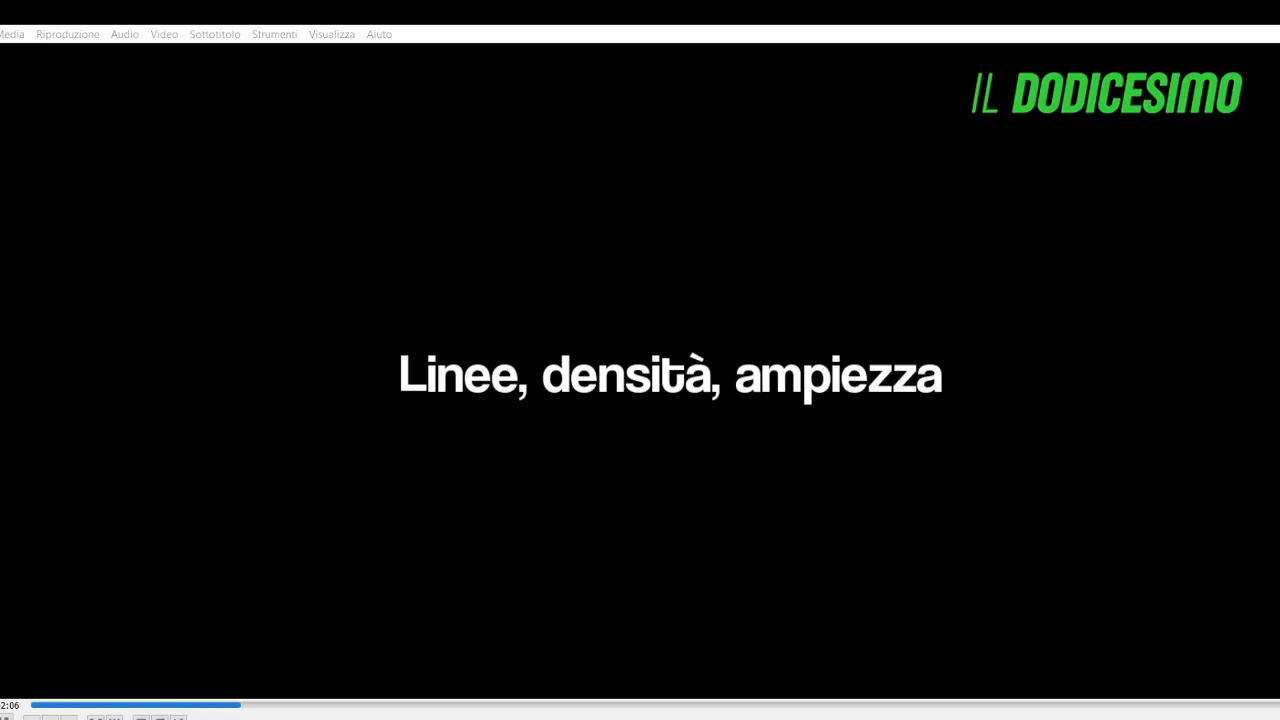 Media Riproduzione Audio Video Sottotitolo Strumenti Visualizza Aiuto
IL DODICESIMO
Linee, densità, ampiezza
2:06